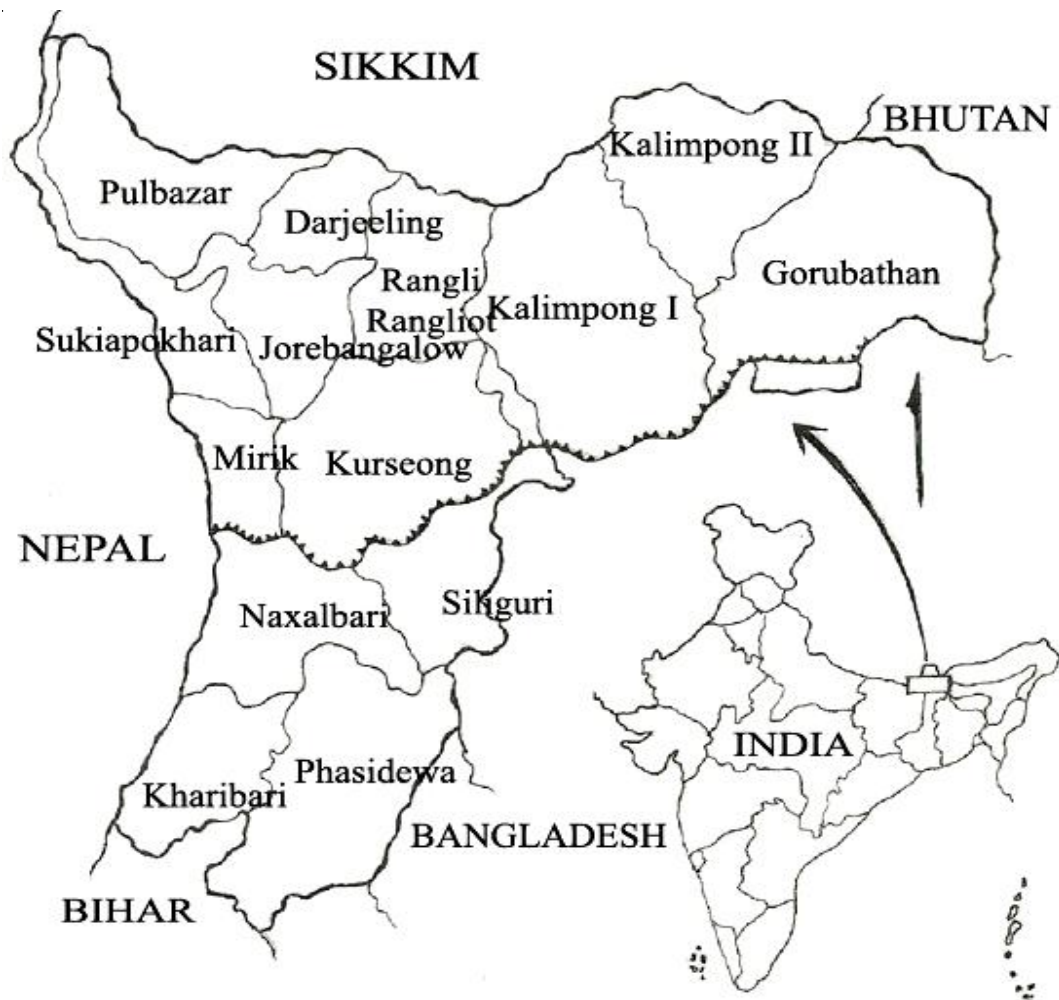 SIKKIM
BHUTAN
Kalimpong II
Pulbazar
Darjeeling
Gorubathan
Rangli
Rangliot
Kalimpong I
Sukiapokhari
Jorebangalow
Mirik
Kurseong
NEPAL
Naxalbari
Siliguri
INDIA
Phasidewa
Kharibari
BANGLADESH
BIHAR